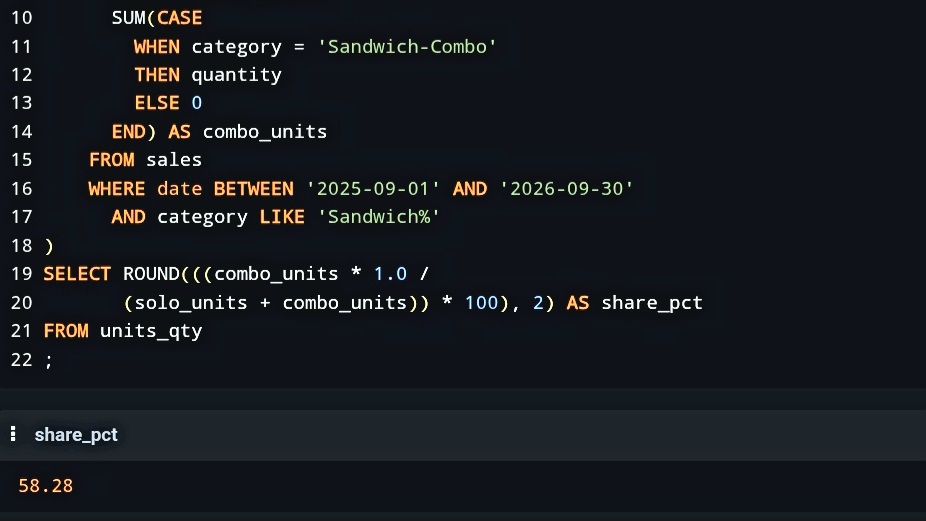 10 SUM(CASE
11 WHEN category = 'Sandwich-Combo'
12 THEN quantity
13 ELSE 0
14 END) AS combo_units
15 FROM sales
16 WHERE date BETWEEN '2025-09-01' AND '2026-09-30'
17 AND category LIKE 'Sandwich%'
18 )
19 SELECT ROUND(((combo_units * 1.0 /
20 (solo_units + combo_units)) * 100), 2) AS share_pct
21 FROM units_qty
22 ;
share_pct
58.28